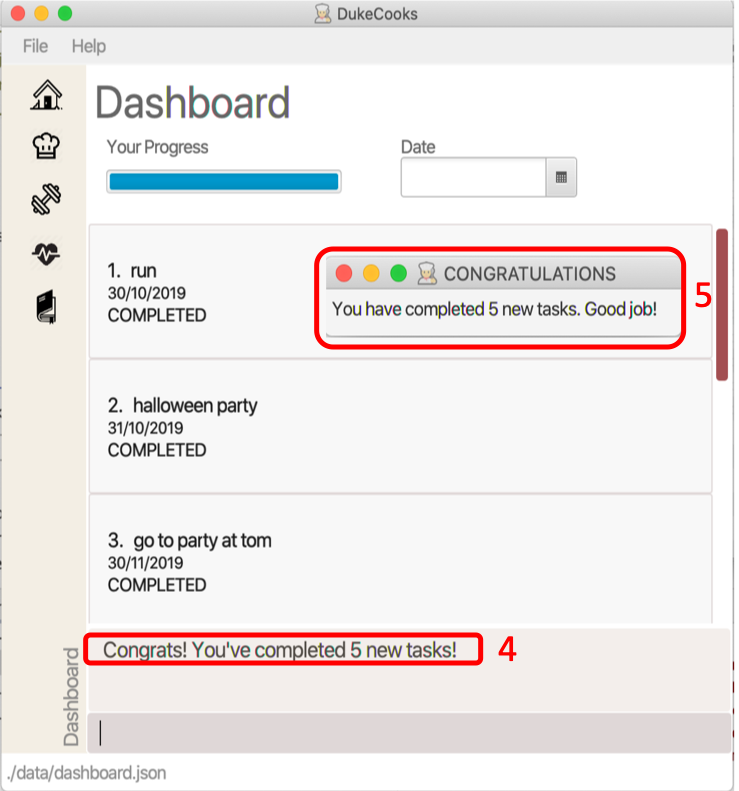 DukeCooks
File Help
Dashboard
Your Progress
Date
1. run
30/10/2019
COMPLETED
CONGRATULATIONS
You have completed 5 new tasks. Good job!
5
2. halloween party
31/10/2019
COMPLETED
3. go to party at tom
30/11/2019
COMPLETED
Congrats! You've completed 5 new tasks!
4
Dashboard
./data/dashboard.json